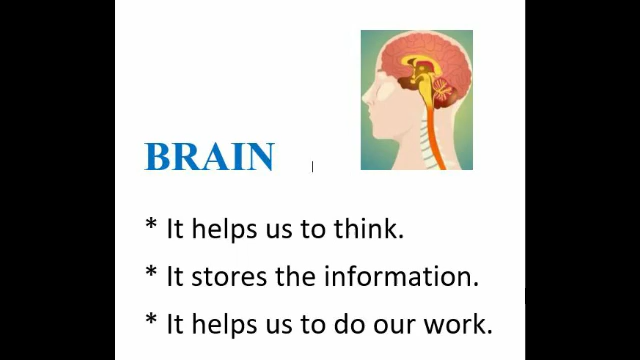 BRAIN
* It helps us to think.
* It stores the information.
* It helps us to do our work.